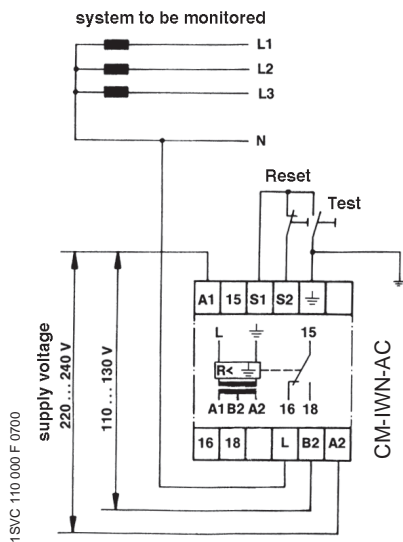 system to be monitored
L1
L2
L3
N
Reset
Test
A1 15 S1 S2
L 15
R<
A1 B2 A2 16 18
16 18 L B2 A2
CM-IWN-AC
supply voltage
220 ... 240 V
110 ... 130 V
1SVC 110 000 F 0700